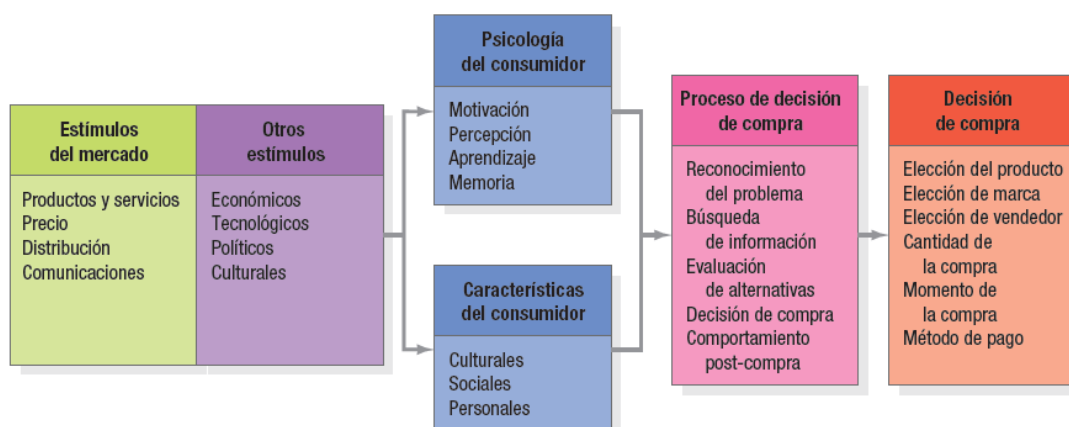 Estímulos
del mercado
Productos y servicios
Precio
Distribución
Comunicaciones
Otros
estímulos
Económicos
Tecnológicos
Políticos
Culturales
Psicología
del consumidor
Motivación
Percepción
Aprendizaje
Memoria
Características
del consumidor
Culturales
Sociales
Personales
Proceso de decisión
de compra
Reconocimiento
del problema
Búsqueda
de información
Evaluación
de alternativas
Decisión de compra
Comportamiento
post-compra
Decisión
de compra
Elección del producto
Elección de marca
Elección de vendedor
Cantidad de
la compra
Momento de
la compra
Método de pago